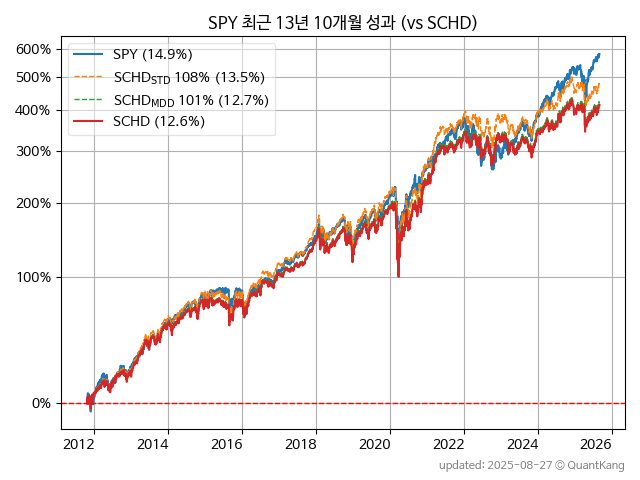 SPY 최근 13년 10개월 성과 (vs SCHD)
SPY (14.9%)
SCHD_STD 108% (13.5%)
SCHD_MDD 101% (12.7%)
SCHD (12.6%)
600%
500%
400%
300%
200%
100%
0%
2012 2014 2016 2018 2020 2022 2024 2026
updated: 2025-08-27 © QuantKang